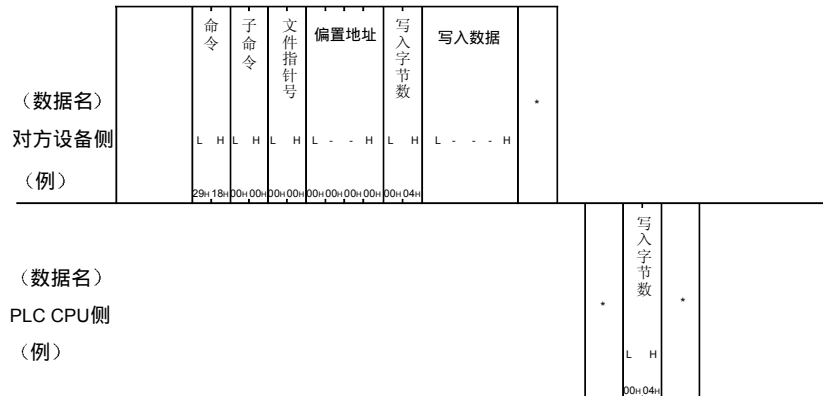 命令
子命令
文件指针号
偏置地址
写入字节数
写入数据
（数据名）
*
对方设备侧
L H L H L H L - - H L H L - - - H
（例）
29H 18H 00H 00H 00H 00H 00H 00H 00H 00H 00H 04H
写入字节数
（数据名）
* *
PLC CPU侧
（例）
L H
00H 04H